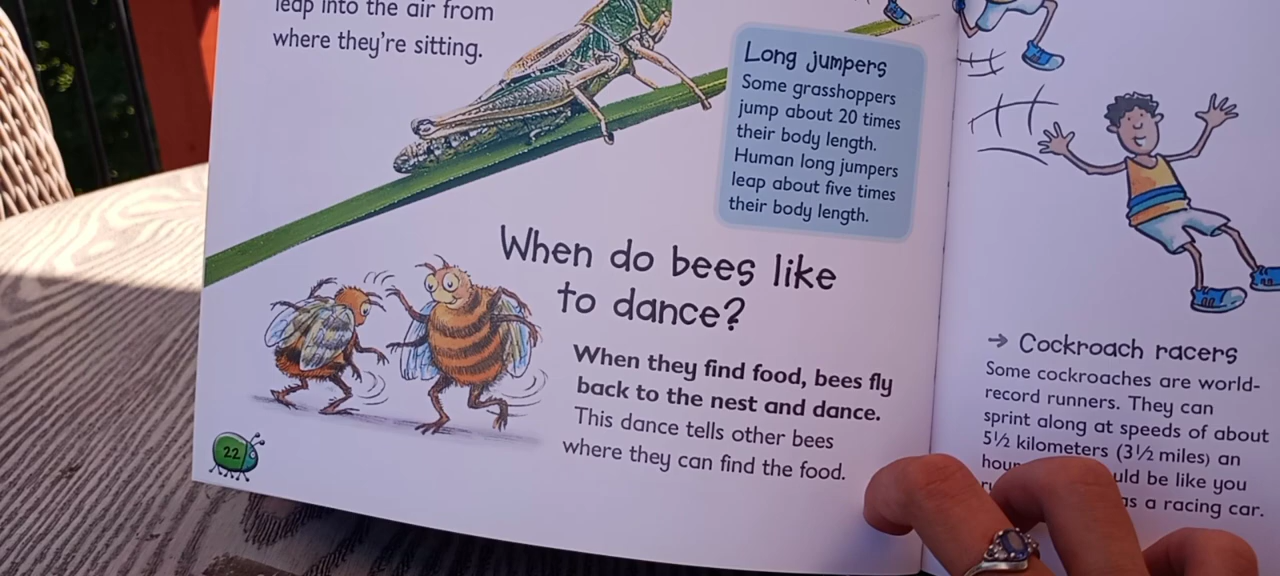 leap into the air from
where they're sitting.
Long jumpers
Some grasshoppers
jump about 20 times
their body length.
Human long jumpers
leap about five times
their body length.
When do bees like
to dance?
When they find food, bees fly
back to the nest and dance.
This dance tells other bees
where they can find the food.
22
→ Cockroach racers
Some cockroaches are world-
record runners. They can
sprint along at speeds of about
5½ kilometers (3½ miles) an
be like you
a racing car.